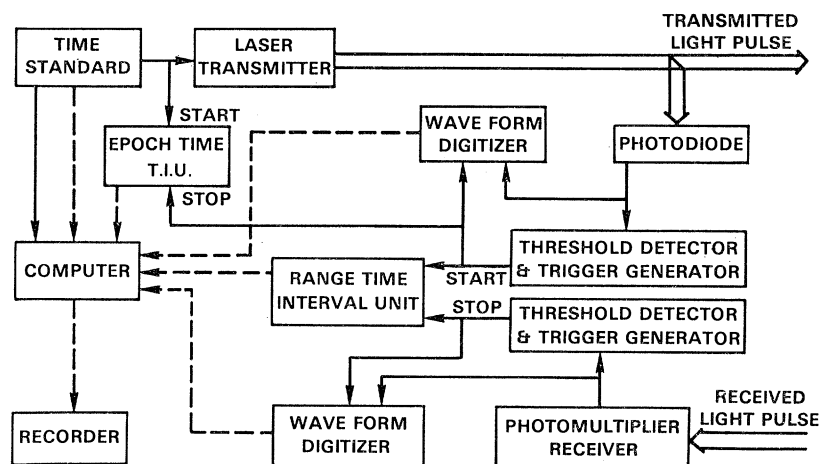 TRANSMITTED
LIGHT PULSE
TIME
STANDARD
LASER
TRANSMITTER
START
EPOCH TIME
T.I.U.
STOP
WAVE FORM
DIGITIZER
PHOTODIODE
COMPUTER
RANGE TIME
INTERVAL UNIT
START
STOP
THRESHOLD DETECTOR
& TRIGGER GENERATOR
THRESHOLD DETECTOR
& TRIGGER GENERATOR
RECORDER
WAVE FORM
DIGITIZER
PHOTOMULTIPLIER
RECEIVER
RECEIVED
LIGHT PULSE